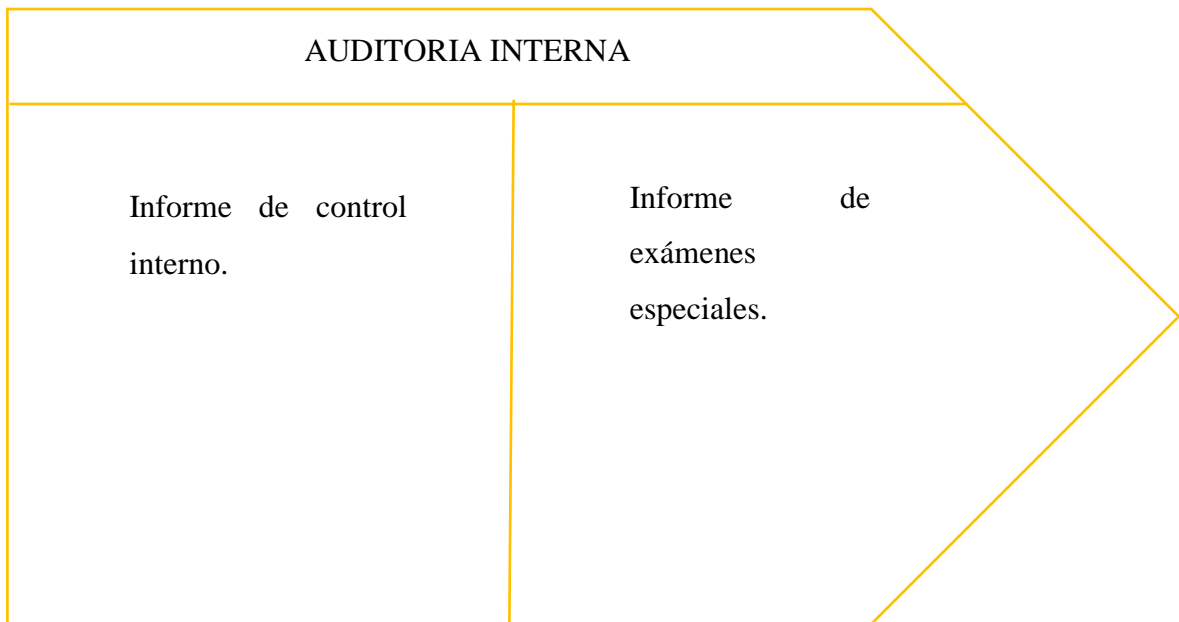 AUDITORIA INTERNA
Informe de control
interno.
Informe de
exámenes
especiales.